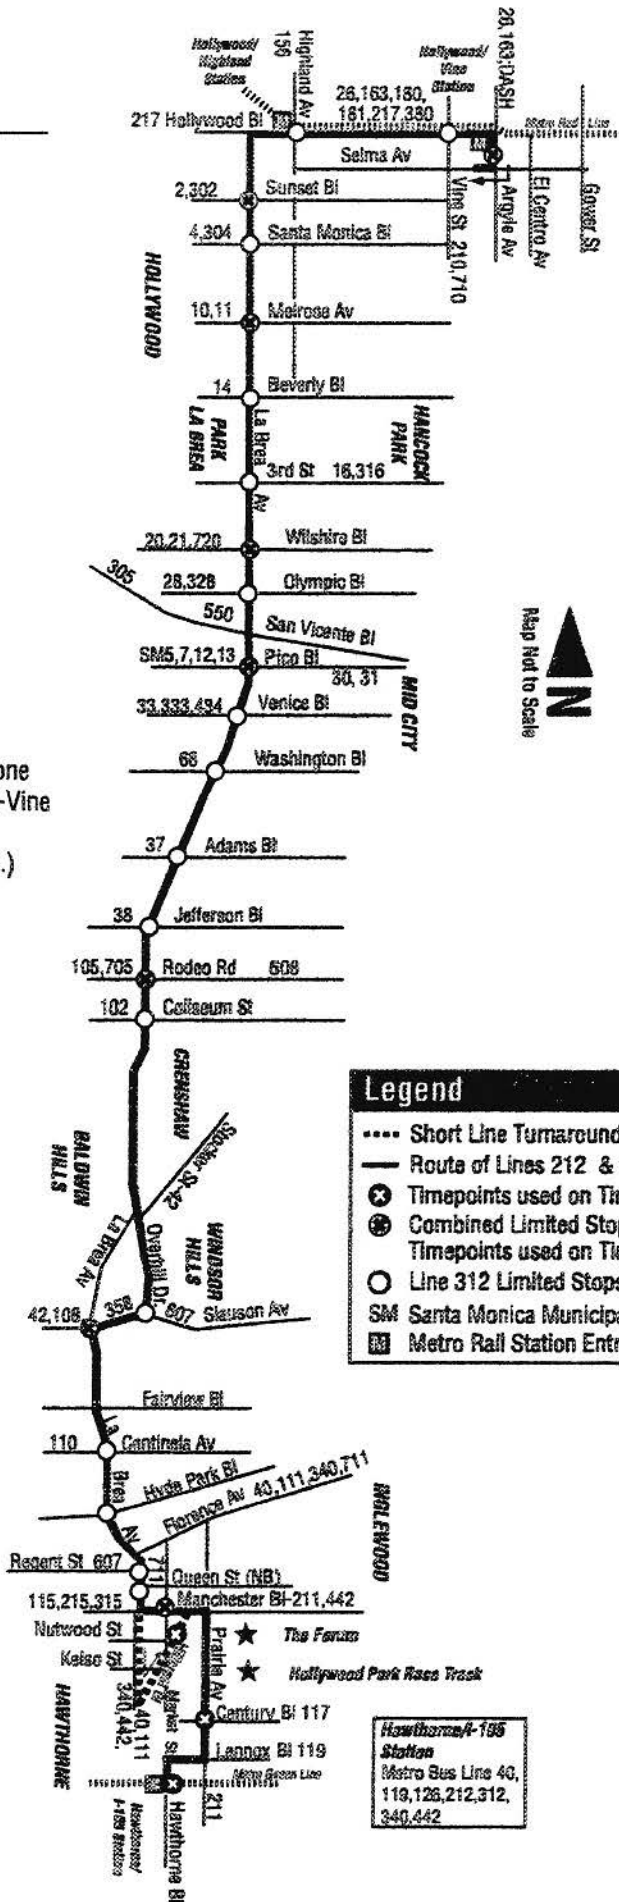 Hollywood/
Highland
Station
Highland Av
156
Hollywood/
Vine
Station
26,163,DASH
26,163,180,
181,217,380
217 Hollywood Bl
M
M
Metro Red Line
Selma Av
Vine St 210,710
Argyle Av
El Centro Av
Gower St
2,302 Sunset Bl
4,304 Santa Monica Bl
HOLLYWOOD
10,11 Melrose Av
14 Beverly Bl
PARK
LA BREA
La Brea
Av
HANCOCK
PARK
3rd St 16,316
20,21,720 Wilshire Bl
28,328 Olympic Bl
305
550 San Vicente Bl
SM5,7,12,13 Pico Bl
30, 31
MID CITY
N
Map Not to Scale
33,333,434 Venice Bl
68 Washington Bl
one
-Vine
.)
37 Adams Bl
38 Jefferson Bl
105,705 Rodeo Rd 608
102 Coliseum St
CRENSHAW
BALDWIN
HILLS
Stocker St-42
La Brea Av
Overhill Dr.
WINDSOR
HILLS
42,108 358 607 Slauson Av
Legend
Short Line Turnaround
Route of Lines 212 &
Timepoints used on Ti
Combined Limited Stop
Timepoints used on Ti
Line 312 Limited Stops
SM Santa Monica Municipa
M Metro Rail Station Entr
Fairview Bl
La
110 Centinela Av
Brea
Hyde Park Bl
Av
Florence Av 40,111,340,711
INGLEWOOD
Regent St 607
711
Queen St (NB)
115,215,315 Manchester Bl-211,442
Nutwood St
The Forum
Kelso St
Prairie Av
Hollywood Park Race Track
HAWTHORNE
40,111
340,442,
Market St
Century Bl 117
Lennox Bl 119
Metro Green Line
M
Hawthorne/
I-105 Station
Hawthorne Bl
211
Hawthorne/I-105
Station
Metro Bus Line 40,
119,126,212,312,
340,442